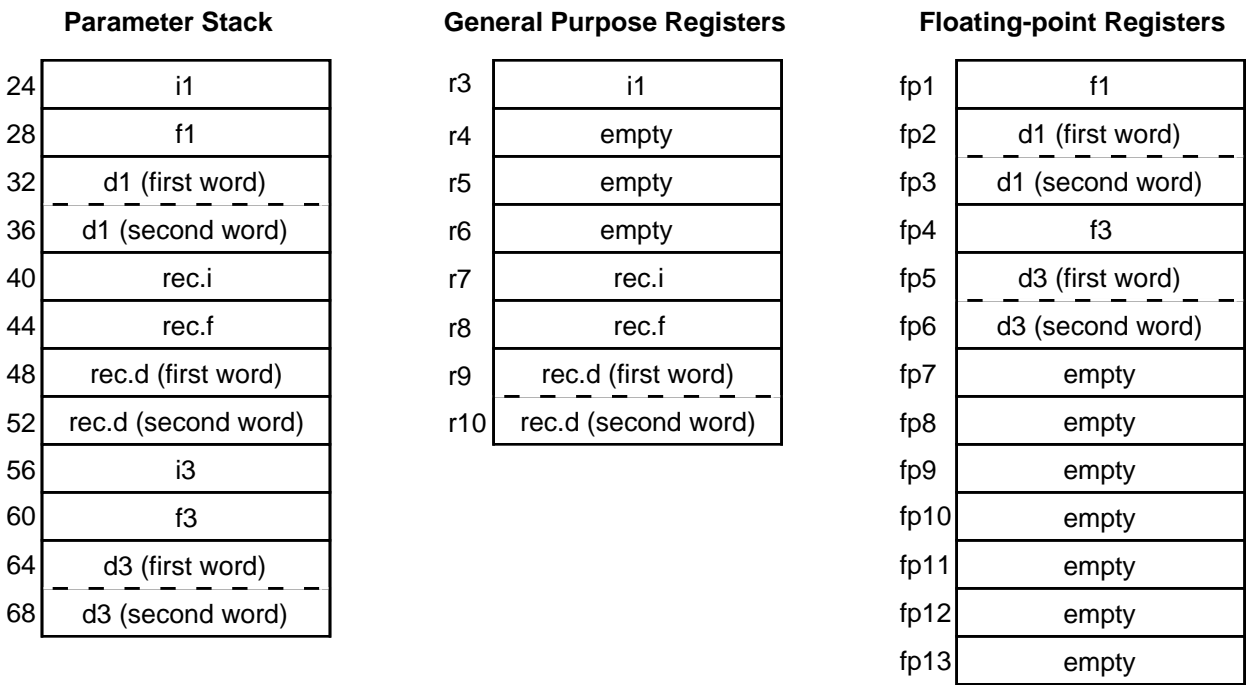 Parameter Stack General Purpose Registers Floating-point Registers
24 i1 r3 i1 fp1 f1
28 f1 r4 empty fp2 d1 (first word)
32 d1 (first word) r5 empty fp3 d1 (second word)
36 d1 (second word) r6 empty fp4 f3
40 rec.i r7 rec.i fp5 d3 (first word)
44 rec.f r8 rec.f fp6 d3 (second word)
48 rec.d (first word) r9 rec.d (first word) fp7 empty
52 rec.d (second word) r10 rec.d (second word) fp8 empty
56 i3 fp9 empty
60 f3 fp10 empty
64 d3 (first word) fp11 empty
68 d3 (second word) fp12 empty
fp13 empty